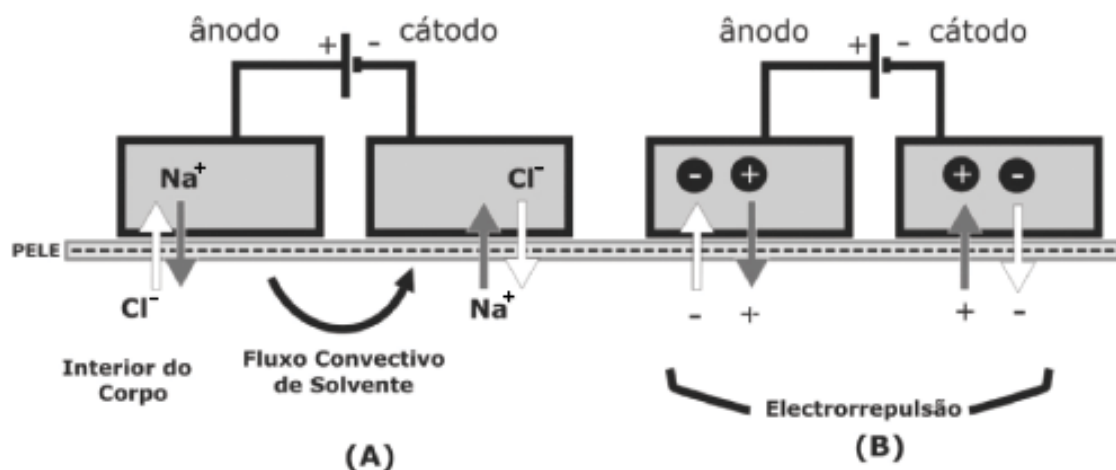 ânodo + - cátodo
Na⁺
Cl⁻
PELE
Cl⁻
Na⁺
Interior do
Corpo
Fluxo Convectivo
de Solvente
(A)
ânodo + - cátodo
- + + -
- + + -
Electrorrepulsão
(B)